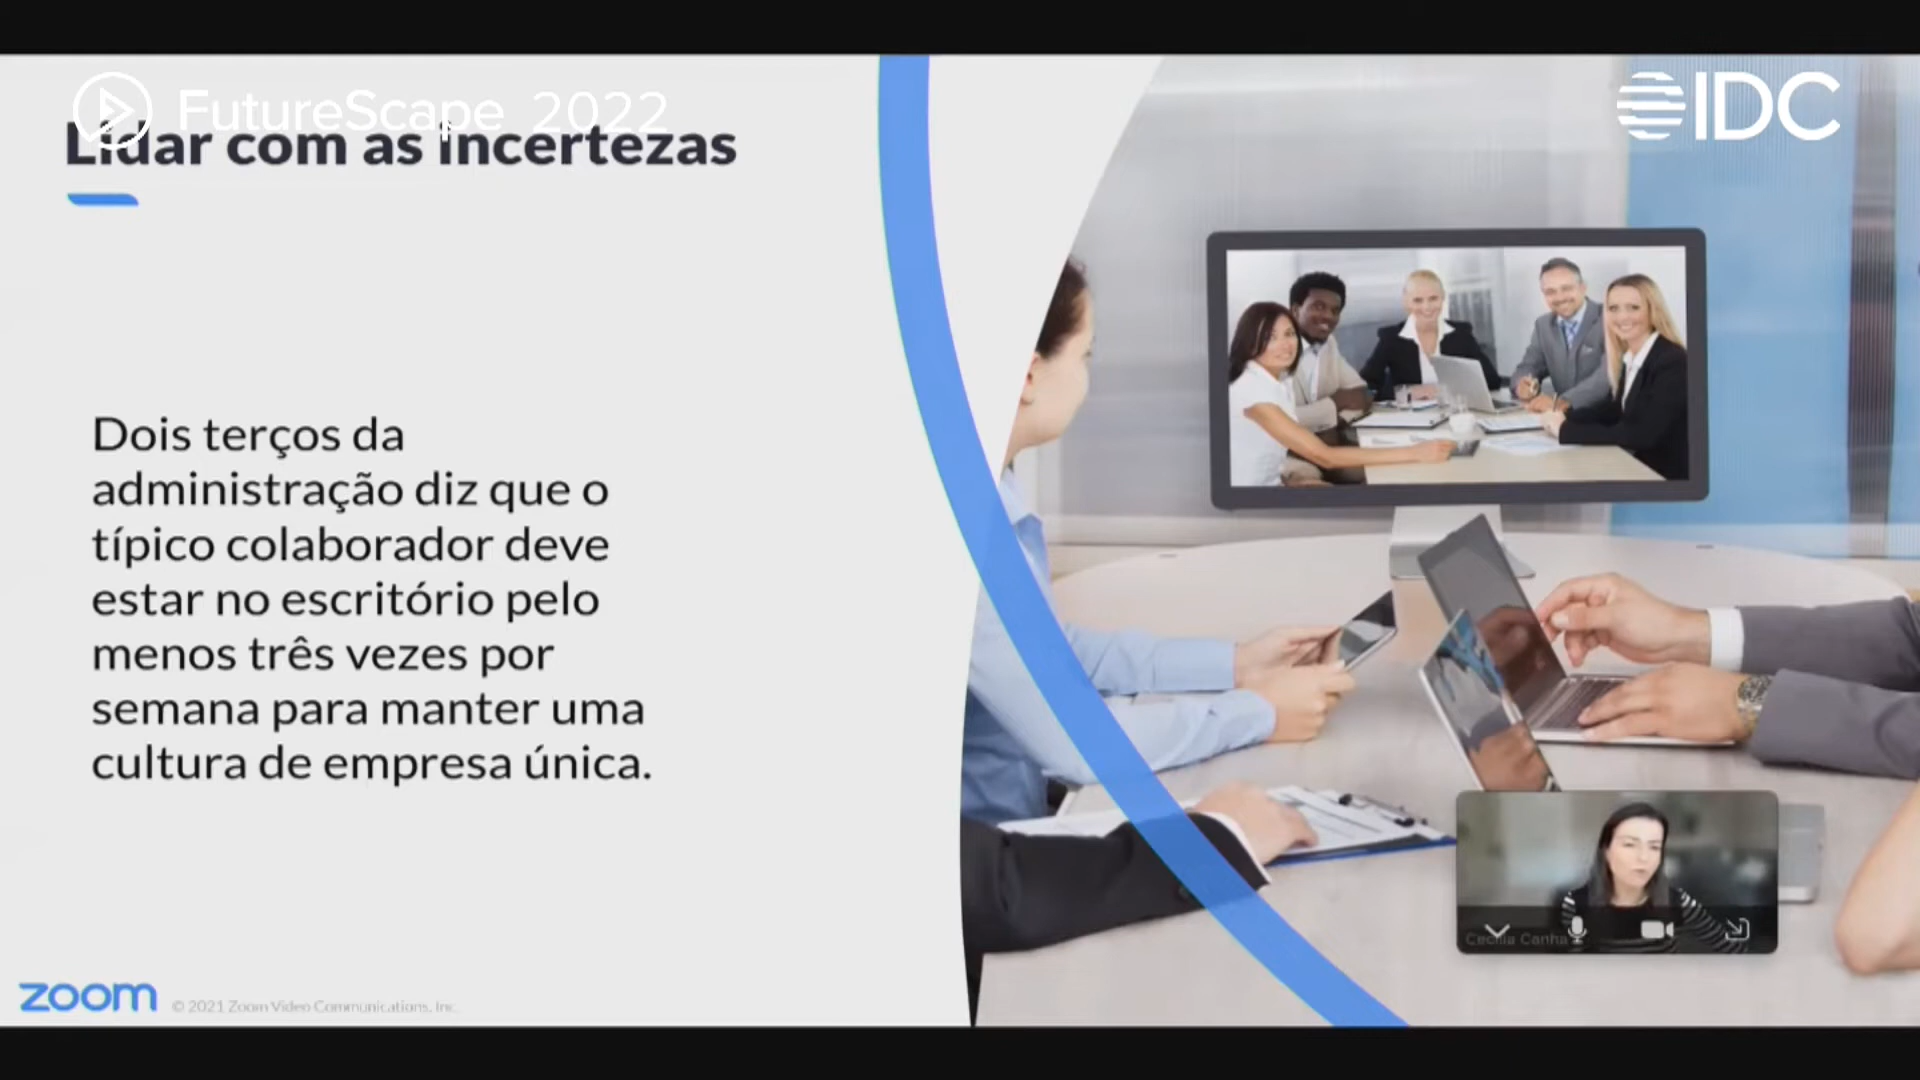 FutureScape 2022
IDC
Lidar com as incertezas
Dois terços da
administração diz que o
típico colaborador deve
estar no escritório pelo
menos três vezes por
semana para manter uma
cultura de empresa única.
Cecília Canha
zoom © 2021 Zoom Video Communications, Inc.